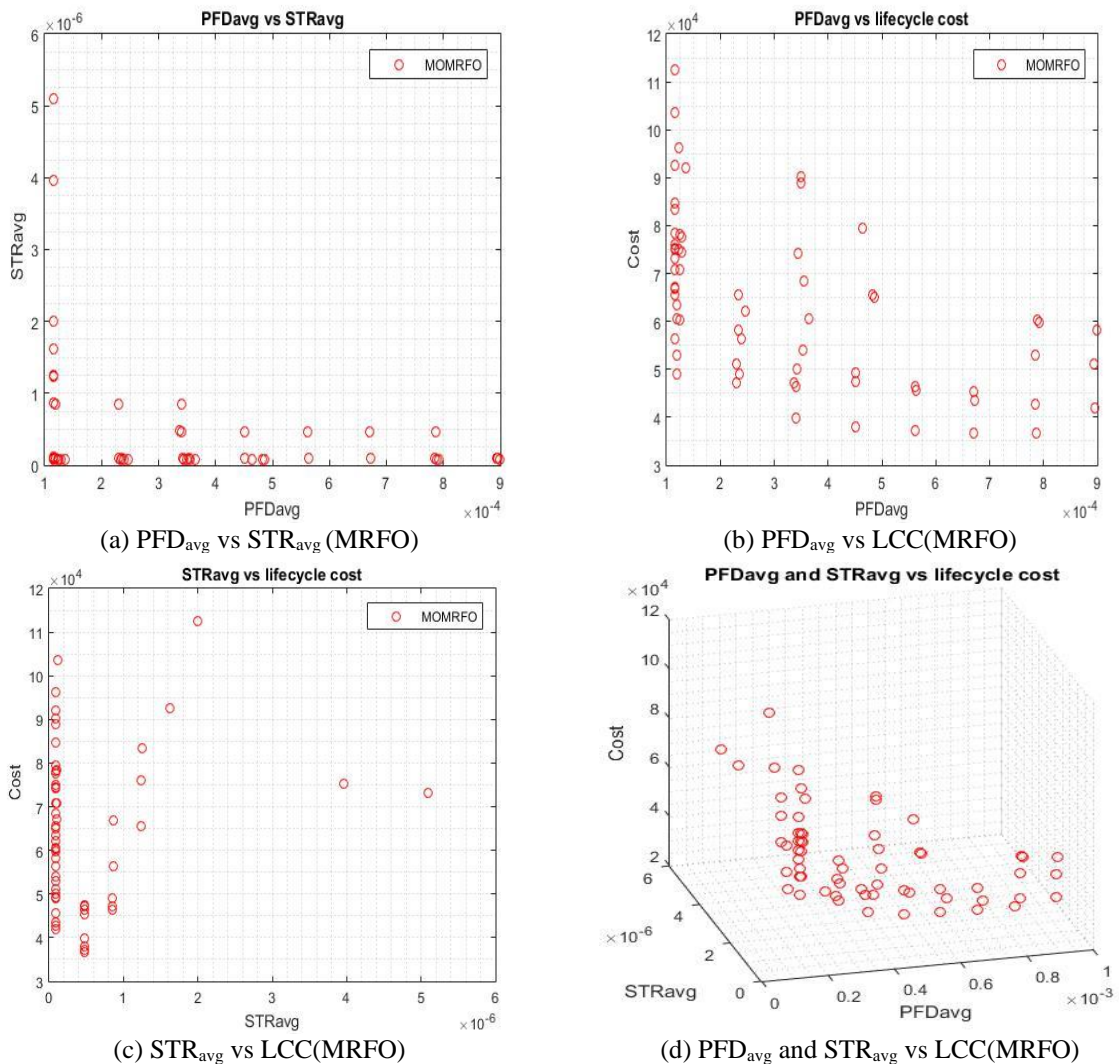 PFDavg vs STRavg
×10-6
MOMRFO
6
5
4
3
2
1
0
STRavg
1 2 3 4 5 6 7 8 9
PFDavg
×10-4
(a) PFDavg vs STRavg (MRFO)
PFDavg vs lifecycle cost
×104
MOMRFO
12
11
10
9
8
7
6
5
4
3
Cost
1 2 3 4 5 6 7 8 9
PFDavg
×10-4
(b) PFDavg vs LCC(MRFO)
STRavg vs lifecycle cost
×104
MOMRFO
12
11
10
9
8
7
6
5
4
3
Cost
0 1 2 3 4 5 6
STRavg
×10-6
(c) STRavg vs LCC(MRFO)
PFDavg and STRavg vs lifecycle cost
×104
12
10
8
6
4
2
Cost
6
4
2
0
×10-6
STRavg
0 0.2 0.4 0.6 0.8 1
×10-3
PFDavg
(d) PFDavg and STRavg vs LCC(MRFO)